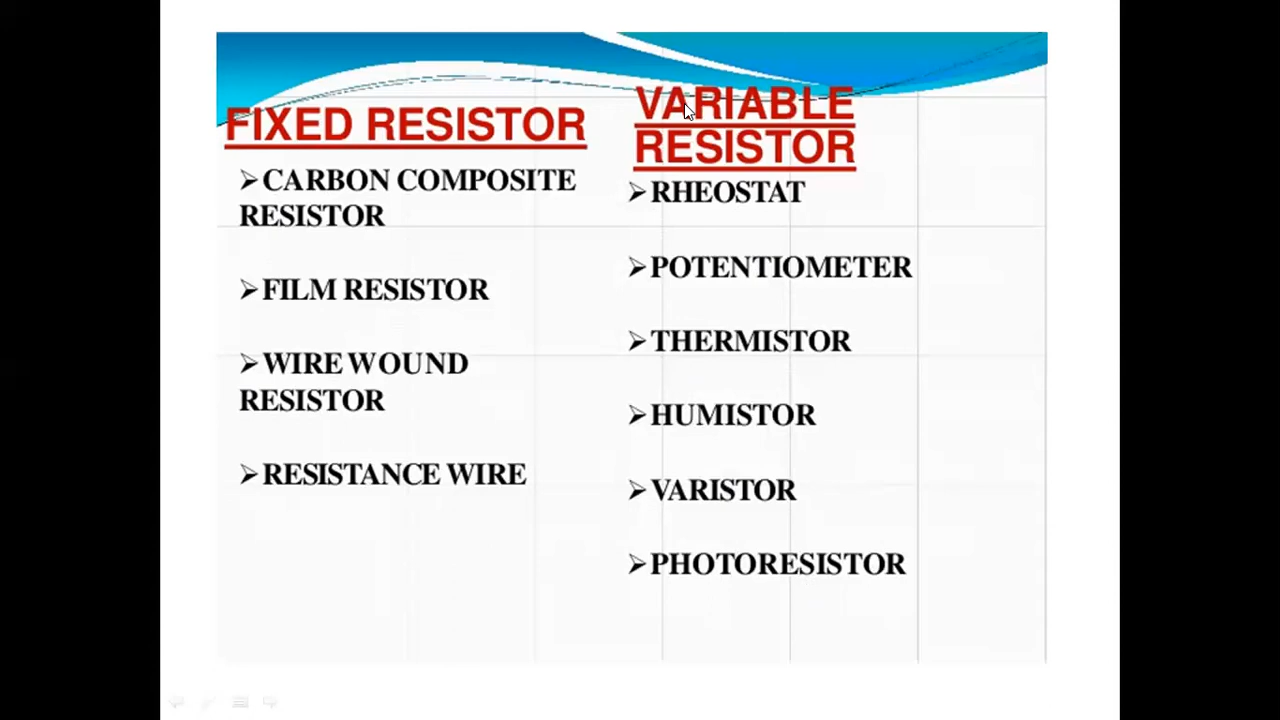 FIXED RESISTOR
➢CARBON COMPOSITE
RESISTOR
➢FILM RESISTOR
➢WIRE WOUND
RESISTOR
➢RESISTANCE WIRE
VARIABLE
RESISTOR
➢RHEOSTAT
➢POTENTIOMETER
➢THERMISTOR
➢HUMISTOR
➢VARISTOR
➢PHOTORESISTOR